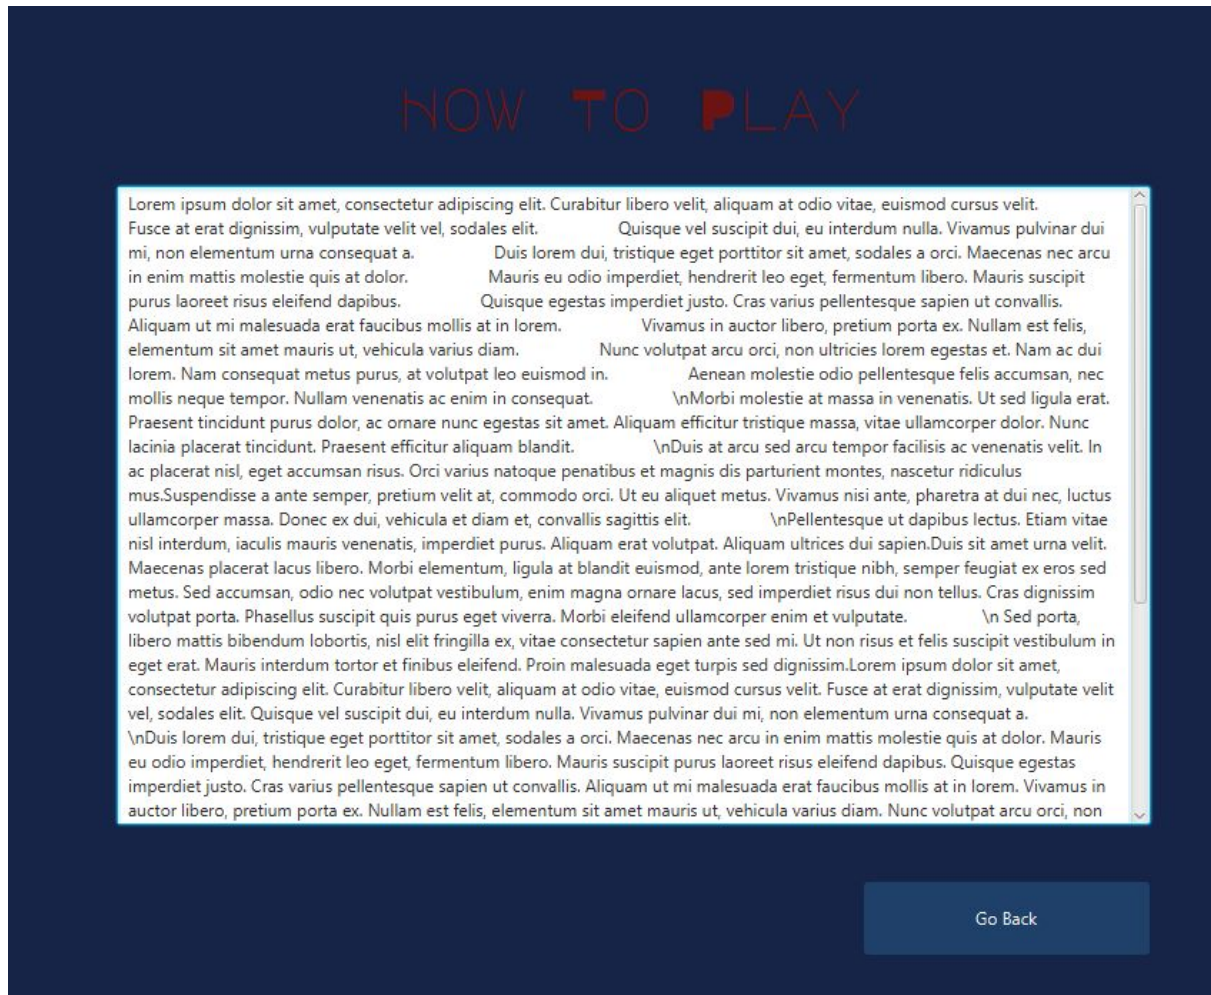 HOW TO PLAY
Lorem ipsum dolor sit amet, consectetur adipiscing elit. Curabitur libero velit, aliquam at odio vitae, euismod cursus velit.
Fusce at erat dignissim, vulputate velit vel, sodales elit. Quisque vel suscipit dui, eu interdum nulla. Vivamus pulvinar dui
mi, non elementum urna consequat a. Duis lorem dui, tristique eget porttitor sit amet, sodales a orci. Maecenas nec arcu
in enim mattis molestie quis at dolor. Mauris eu odio imperdiet, hendrerit leo eget, fermentum libero. Mauris suscipit
purus laoreet risus eleifend dapibus. Quisque egestas imperdiet justo. Cras varius pellentesque sapien ut convallis.
Aliquam ut mi malesuada erat faucibus mollis at in lorem. Vivamus in auctor libero, pretium porta ex. Nullam est felis,
elementum sit amet mauris ut, vehicula varius diam. Nunc volutpat arcu orci, non ultricies lorem egestas et. Nam ac dui
lorem. Nam consequat metus purus, at volutpat leo euismod in. Aenean molestie odio pellentesque felis accumsan, nec
mollis neque tempor. Nullam venenatis ac enim in consequat. \nMorbi molestie at massa in venenatis. Ut sed ligula erat.
Praesent tincidunt purus dolor, ac ornare nunc egestas sit amet. Aliquam efficitur tristique massa, vitae ullamcorper dolor. Nunc
lacinia placerat tincidunt. Praesent efficitur aliquam blandit. \nDuis at arcu sed arcu tempor facilisis ac venenatis velit. In
ac placerat nisl, eget accumsan risus. Orci varius natoque penatibus et magnis dis parturient montes, nascetur ridiculus
mus.Suspendisse a ante semper, pretium velit at, commodo orci. Ut eu aliquet metus. Vivamus nisi ante, pharetra at dui nec, luctus
ullamcorper massa. Donec ex dui, vehicula et diam et, convallis sagittis elit. \nPellentesque ut dapibus lectus. Etiam vitae
nisl interdum, iaculis mauris venenatis, imperdiet purus. Aliquam erat volutpat. Aliquam ultrices dui sapien.Duis sit amet urna velit.
Maecenas placerat lacus libero. Morbi elementum, ligula at blandit euismod, ante lorem tristique nibh, semper feugiat ex eros sed
metus. Sed accumsan, odio nec volutpat vestibulum, enim magna ornare lacus, sed imperdiet risus dui non tellus. Cras dignissim
volutpat porta. Phasellus suscipit quis purus eget viverra. Morbi eleifend ullamcorper enim et vulputate. \n Sed porta,
libero mattis bibendum lobortis, nisl elit fringilla ex, vitae consectetur sapien ante sed mi. Ut non risus et felis suscipit vestibulum in
eget erat. Mauris interdum tortor et finibus eleifend. Proin malesuada eget turpis sed dignissim.Lorem ipsum dolor sit amet,
consectetur adipiscing elit. Curabitur libero velit, aliquam at odio vitae, euismod cursus velit. Fusce at erat dignissim, vulputate velit
vel, sodales elit. Quisque vel suscipit dui, eu interdum nulla. Vivamus pulvinar dui mi, non elementum urna consequat a.
\nDuis lorem dui, tristique eget porttitor sit amet, sodales a orci. Maecenas nec arcu in enim mattis molestie quis at dolor. Mauris
eu odio imperdiet, hendrerit leo eget, fermentum libero. Mauris suscipit purus laoreet risus eleifend dapibus. Quisque egestas
imperdiet justo. Cras varius pellentesque sapien ut convallis. Aliquam ut mi malesuada erat faucibus mollis at in lorem. Vivamus in
auctor libero, pretium porta ex. Nullam est felis, elementum sit amet mauris ut, vehicula varius diam. Nunc volutpat arcu orci, non
Go Back